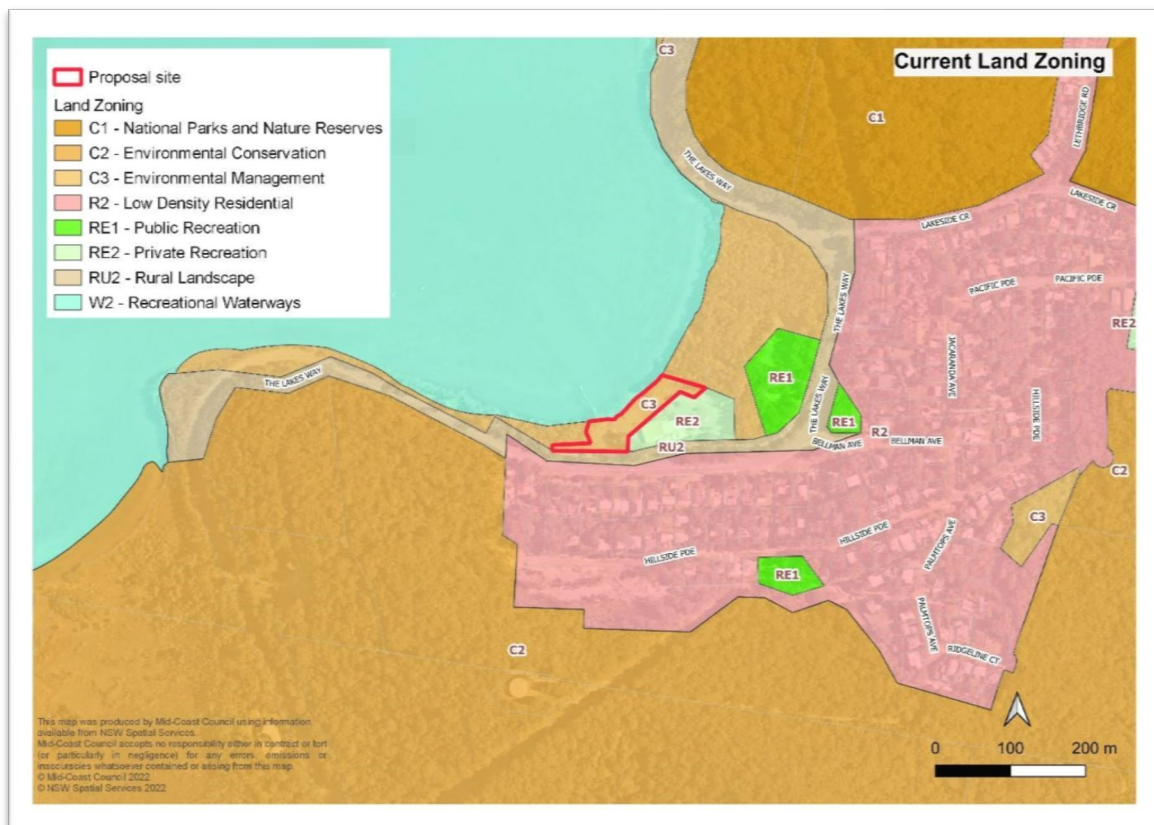 Current Land Zoning
Proposal site
Land Zoning
C1 - National Parks and Nature Reserves
C2 - Environmental Conservation
C3 - Environmental Management
R2 - Low Density Residential
RE1 - Public Recreation
RE2 - Private Recreation
RU2 - Rural Landscape
W2 - Recreational Waterways
C3
C1
LETHBRIDGE RD
THE LAKES WAY
LAKESIDE CR
LAKESIDE CR
PACIFIC PDE
PACIFIC PDE
THE LAKES WAY
RE2
JACARANDA AVE
THE LAKES WAY
RE1
HILLSIDE PDE
THE LAKES WAY
C3
RE2
RE1
R2
RU2
BELLMAN AVE
BELLMAN AVE
C2
C3
HILLSIDE PDE
PALMTOPS AVE
HILLSIDE PDE
RE1
PALMTOPS AVE
RIDGELINE CT
C2
This map was produced by Mid-Coast Council using information
available from NSW Spatial Services.
Mid-Coast Council accepts no responsibility either in contract or tort
(or particularly in negligence) for any errors, omissions or
inaccuracies whatsoever contained or arising from this map.
© Mid-Coast Council 2022
© NSW Spatial Services 2022
0 100 200 m